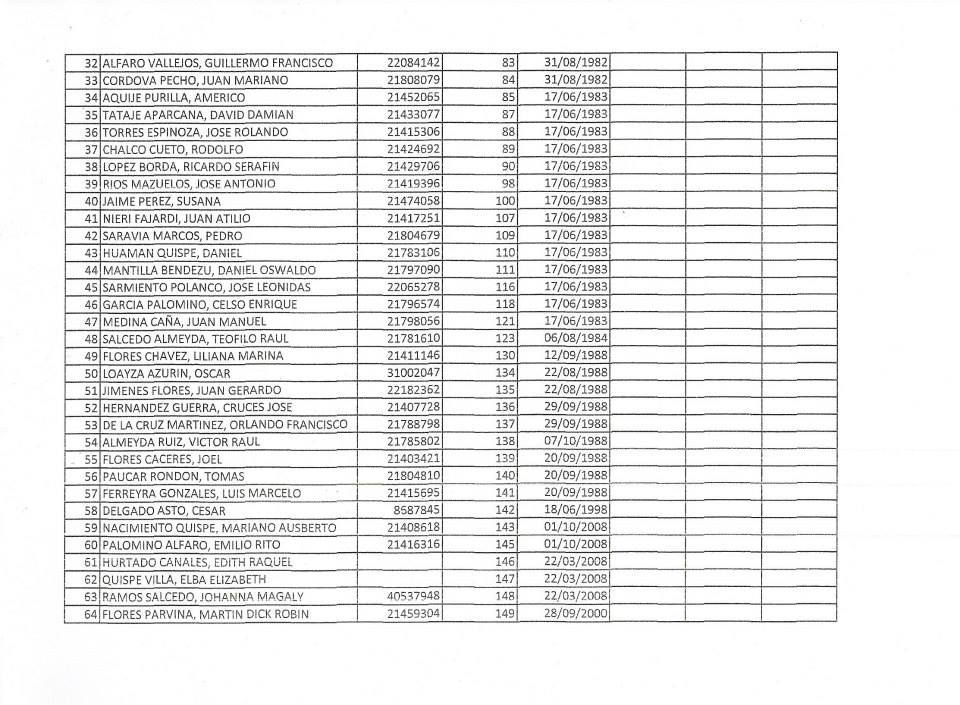 32 ALFARO VALLEJOS, GUILLERMO FRANCISCO 22084142 83 31/08/1982
33 CORDOVA PECHO, JUAN MARIANO 21808079 84 31/08/1982
34 AQUIJE PURILLA, AMERICO 21452065 85 17/06/1983
35 TATAJE APARCANA, DAVID DAMIAN 21433077 87 17/06/1983
36 TORRES ESPINOZA, JOSE ROLANDO 21415306 88 17/06/1983
37 CHALCO CUETO, RODOLFO 21424692 89 17/06/1983
38 LOPEZ BORDA, RICARDO SERAFIN 21429706 90 17/06/1983
39 RIOS MAZUELOS, JOSE ANTONIO 21419396 98 17/06/1983
40 JAIME PEREZ, SUSANA 21474058 100 17/06/1983
41 NIERI FAJARDI, JUAN ATILIO 21417251 107 17/06/1983
42 SARAVIA MARCOS, PEDRO 21804679 109 17/06/1983
43 HUAMAN QUISPE, DANIEL 21783106 110 17/06/1983
44 MANTILLA BENDEZU, DANIEL OSWALDO 21797090 111 17/06/1983
45 SARMIENTO POLANCO, JOSE LEONIDAS 22065278 116 17/06/1983
46 GARCIA PALOMINO, CELSO ENRIQUE 21796574 118 17/06/1983
47 MEDINA CAÑA, JUAN MANUEL 21798056 121 17/06/1983
48 SALCEDO ALMEYDA, TEOFILO RAUL 21781610 123 06/08/1984
49 FLORES CHAVEZ, LILIANA MARINA 21411146 130 12/09/1988
50 LOAYZA AZURIN, OSCAR 31002047 134 22/08/1988
51 JIMENES FLORES, JUAN GERARDO 22182362 135 22/08/1988
52 HERNANDEZ GUERRA, CRUCES JOSE 21407728 136 29/09/1988
53 DE LA CRUZ MARTINEZ, ORLANDO FRANCISCO 21788798 137 29/09/1988
54 ALMEYDA RUIZ, VICTOR RAUL 21785802 138 07/10/1988
55 FLORES CACERES, JOEL 21403421 139 20/09/1988
56 PAUCAR RONDON, TOMAS 21804810 140 20/09/1988
57 FERREYRA GONZALES, LUIS MARCELO 21415695 141 20/09/1988
58 DELGADO ASTO, CESAR 8587845 142 18/06/1998
59 NACIMIENTO QUISPE, MARIANO AUSBERTO 21408618 143 01/10/2008
60 PALOMINO ALFARO, EMILIO RITO 21416316 145 01/10/2008
61 HURTADO CANALES, EDITH RAQUEL 146 22/03/2008
62 QUISPE VILLA, ELBA ELIZABETH 147 22/03/2008
63 RAMOS SALCEDO, JOHANNA MAGALY 40537948 148 22/03/2008
64 FLORES PARVINA, MARTIN DICK ROBIN 21459304 149 28/09/2000